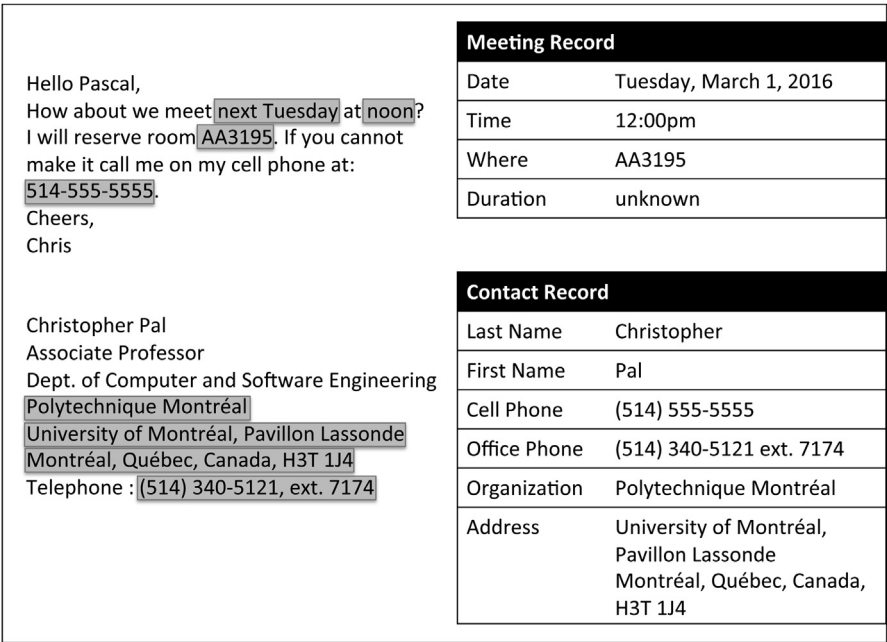 Hello Pascal,
How about we meet next Tuesday at noon?
I will reserve room AA3195. If you cannot
make it call me on my cell phone at:
514-555-5555.
Cheers,
Chris
Christopher Pal
Associate Professor
Dept. of Computer and Software Engineering
Polytechnique Montréal
University of Montréal, Pavillon Lassonde
Montréal, Québec, Canada, H3T 1J4
Telephone : (514) 340-5121, ext. 7174
Meeting Record
Date Tuesday, March 1, 2016
Time 12:00pm
Where AA3195
Duration unknown
Contact Record
Last Name Christopher
First Name Pal
Cell Phone (514) 555-5555
Office Phone (514) 340-5121 ext. 7174
Organization Polytechnique Montréal
Address University of Montréal,
Pavillon Lassonde
Montréal, Québec, Canada,
H3T 1J4